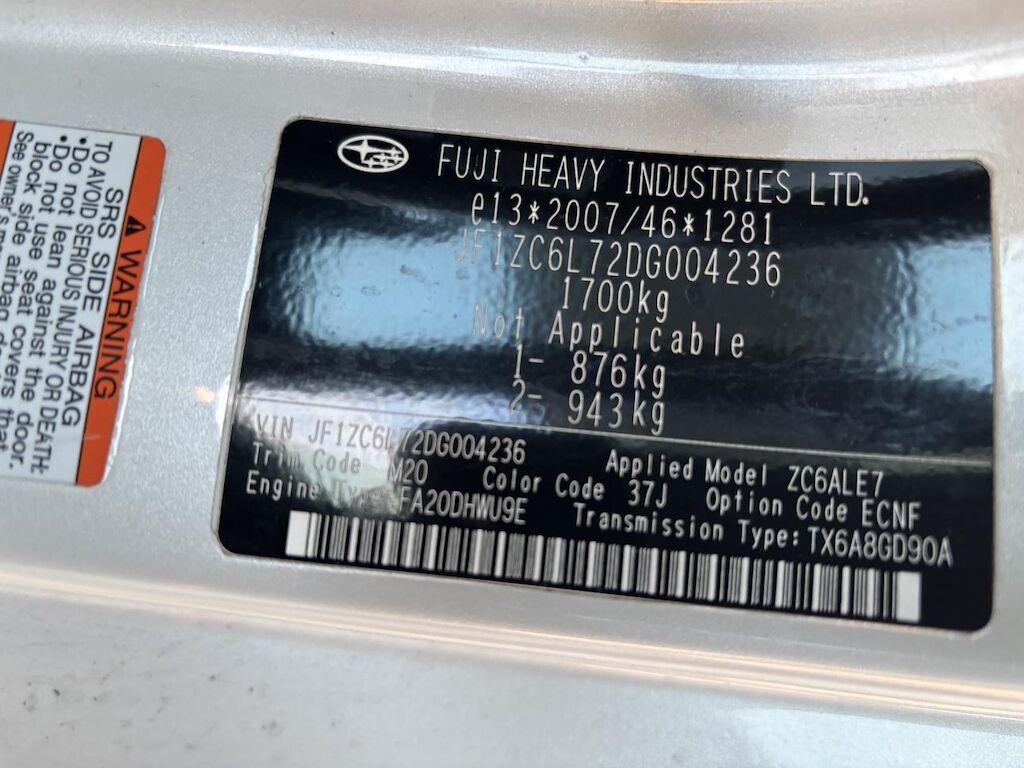 FUJI HEAVY INDUSTRIES LTD.
e13*2007/46*1281
JF1ZC6L72DG004236
1700kg
Not Applicable
1- 876kg
2- 943kg
VIN JF1ZC6L72DG004236 Applied Model ZC6ALE7
Trim Code M20 Color Code 37J Option Code ECNF
Engine Type FA20DHWU9E Transmission Type:TX6A8GD90A
WARNING
SRS SIDE AIRBAG
TO AVOID SERIOUS INJURY OR DEATH:
•Do not lean against the door.
•Do not use seat covers that
block side airbag
See owner's